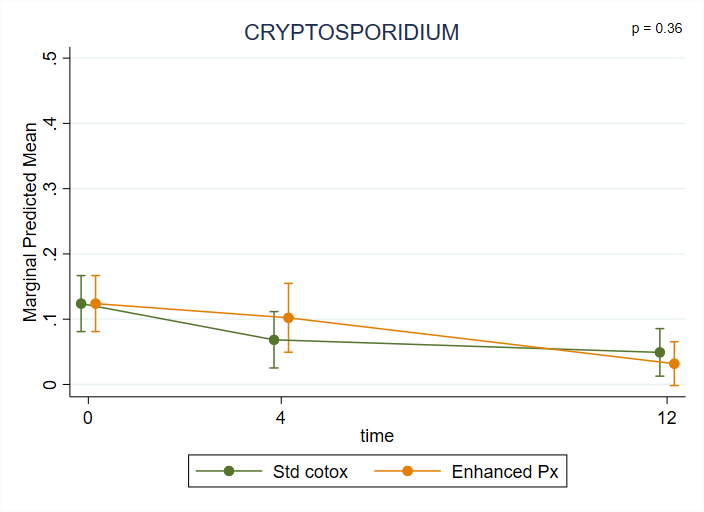 CRYPTOSPORIDIUM
p = 0.36
Marginal Predicted Mean
.5
.4
.3
.2
.1
0
0 4 12
time
Std cotox Enhanced Px